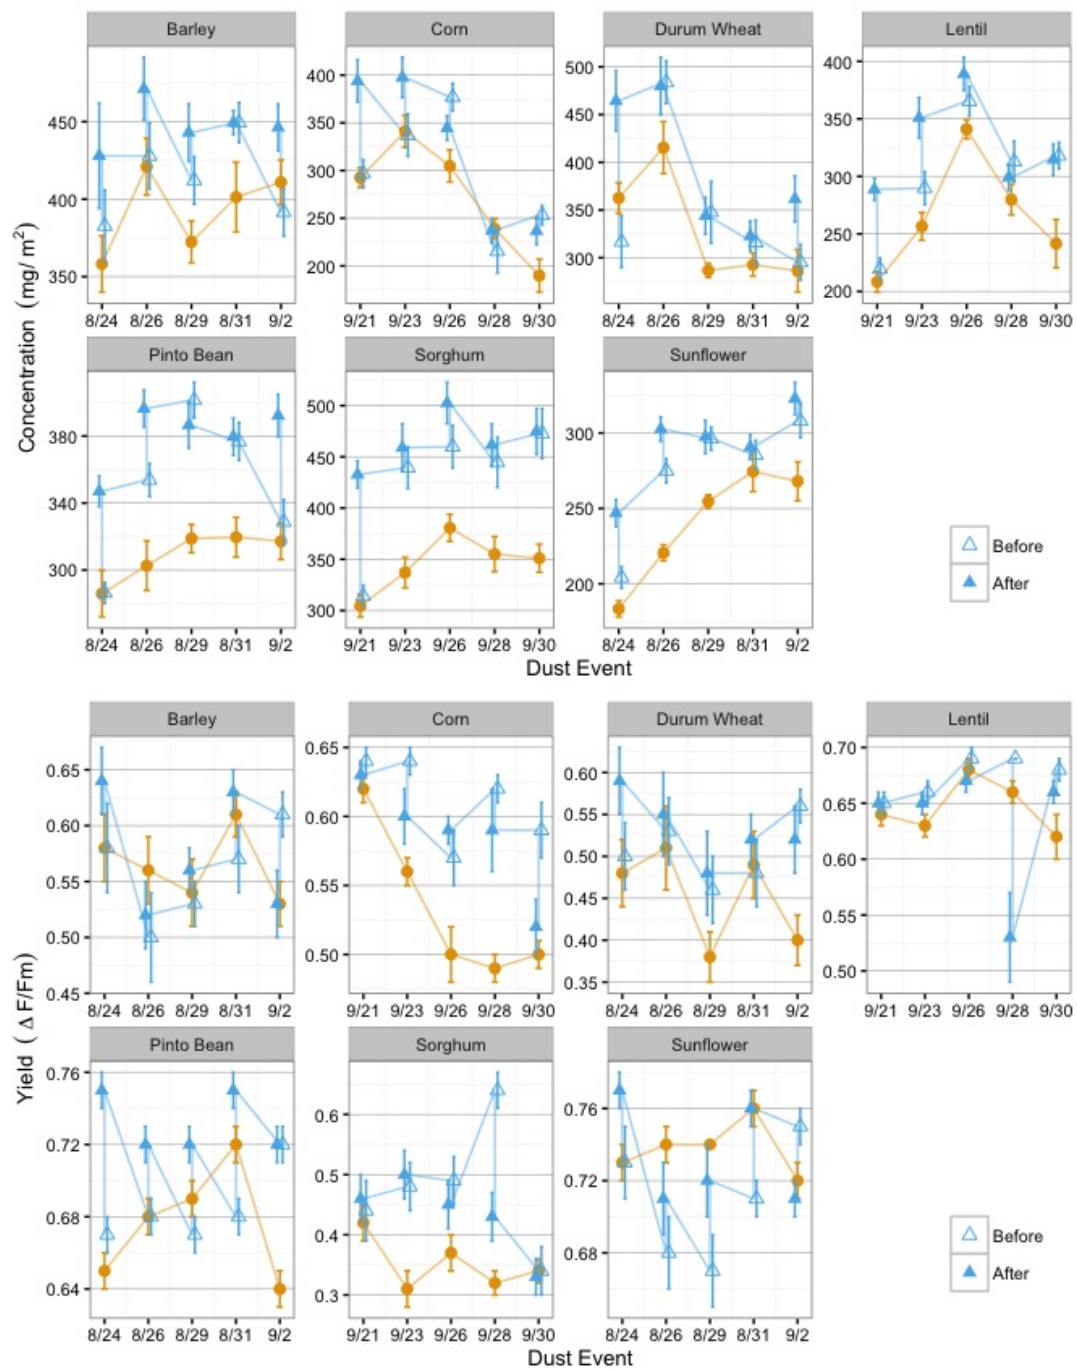 Barley Corn Durum Wheat Lentil
450
400
350
400
350
300
250
200
500
450
400
350
300
400
350
300
250
200
8/24 8/26 8/29 8/31 9/2
9/21 9/23 9/26 9/28 9/30
8/24 8/26 8/29 8/31 9/2
9/21 9/23 9/26 9/28 9/30
Concentration (mg/ m²)
Pinto Bean Sorghum Sunflower
380
340
300
500
450
400
350
300
300
250
200
8/24 8/26 8/29 8/31 9/2
9/21 9/23 9/26 9/28 9/30
8/24 8/26 8/29 8/31 9/2
Before
After
Dust Event
Barley Corn Durum Wheat Lentil
0.65
0.60
0.55
0.50
0.45
0.65
0.60
0.55
0.50
0.60
0.55
0.50
0.45
0.40
0.35
0.70
0.65
0.60
0.55
0.50
8/24 8/26 8/29 8/31 9/2
9/21 9/23 9/26 9/28 9/30
8/24 8/26 8/29 8/31 9/2
9/21 9/23 9/26 9/28 9/30
Yield ( Δ F/Fm)
Pinto Bean Sorghum Sunflower
0.76
0.72
0.68
0.64
0.6
0.5
0.4
0.3
0.76
0.72
0.68
8/24 8/26 8/29 8/31 9/2
9/21 9/23 9/26 9/28 9/30
8/24 8/26 8/29 8/31 9/2
Before
After
Dust Event